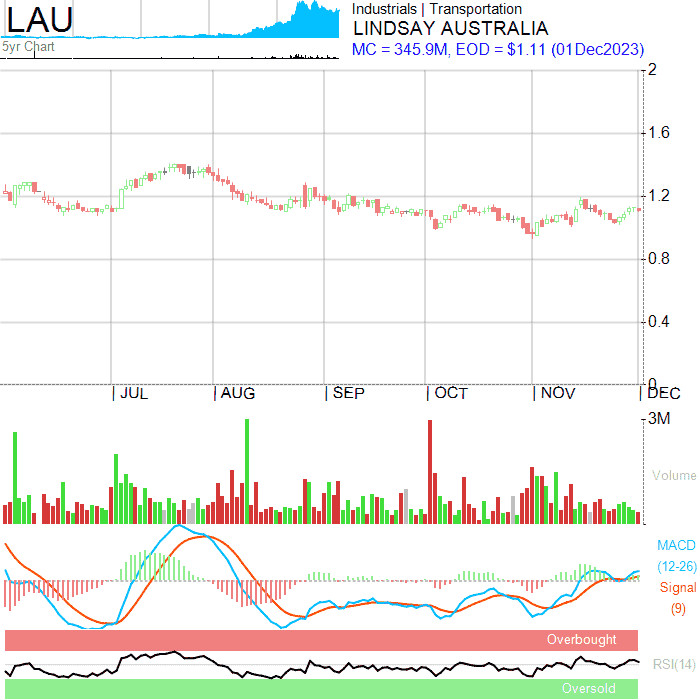 LAU
Industrials | Transportation
LINDSAY AUSTRALIA
5yr Chart
MC = 345.9M, EOD = $1.11 (01Dec2023)
2
1.6
1.2
0.8
0.4
0
JUL AUG SEP OCT NOV DEC
3M
Volume
MACD
(12-26)
Signal
(9)
Overbought
RSI(14)
Oversold